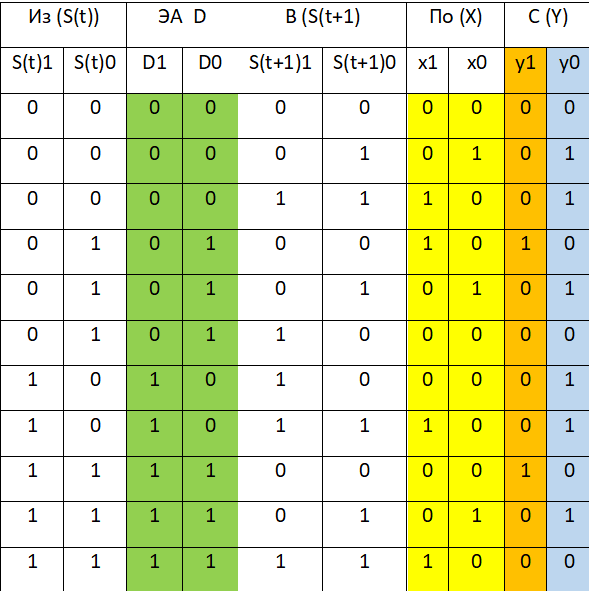 Из (S(t)) ЭА D В (S(t+1) По (X) С (Y)
S(t)1 S(t)0 D1 D0 S(t+1)1 S(t+1)0 x1 x0 y1 y0
0 0 0 0 0 0 0 0 0 0
0 0 0 0 0 1 0 1 0 1
0 0 0 0 1 1 1 0 0 1
0 1 0 1 0 0 1 0 1 0
0 1 0 1 0 1 0 1 0 1
0 1 0 1 1 0 0 0 0 0
1 0 1 0 1 0 0 0 0 1
1 0 1 0 1 1 1 0 0 1
1 1 1 1 0 0 0 0 1 0
1 1 1 1 0 1 0 1 0 1
1 1 1 1 1 1 1 0 0 0